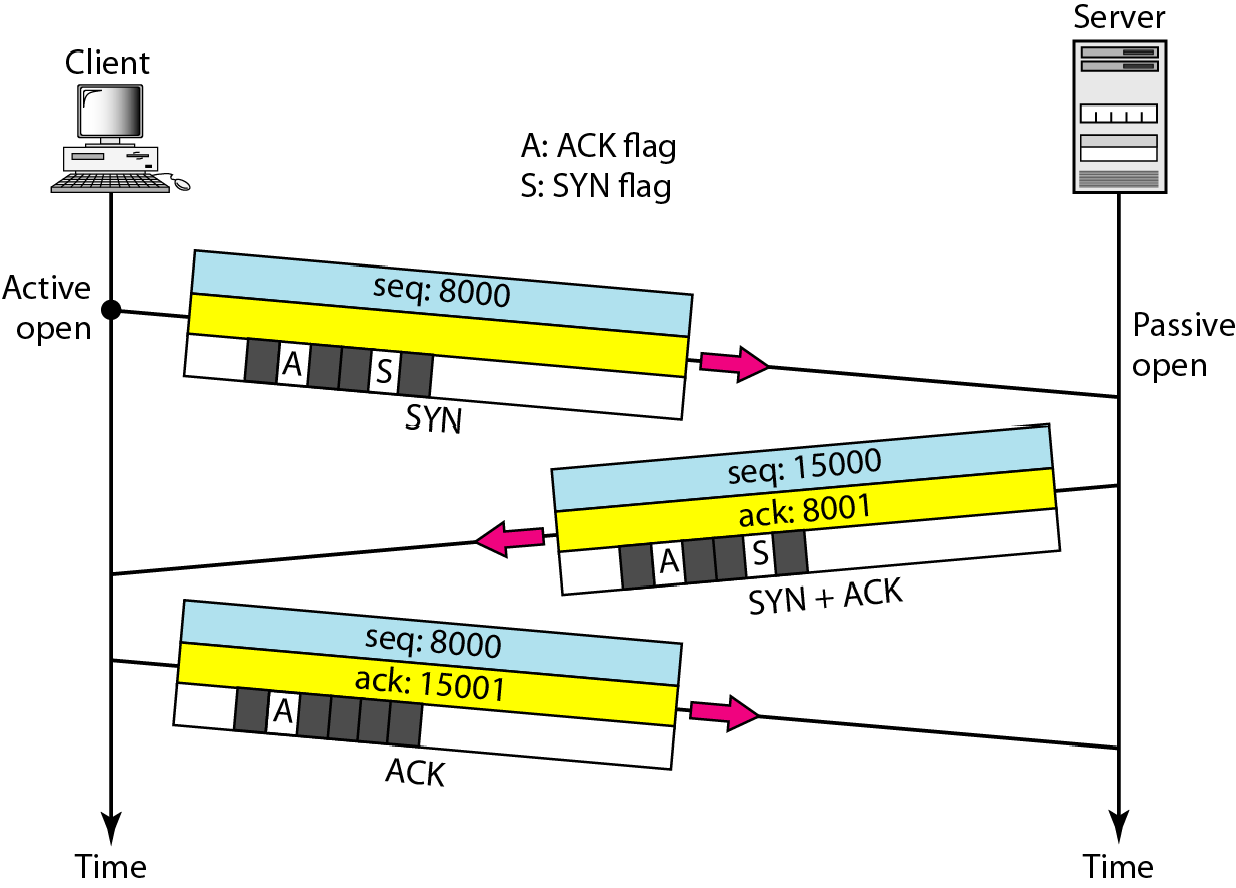 Server
Client
A: ACK flag
S: SYN flag
Active
open
seq: 8000
A S
SYN
Passive
open
seq: 15000
ack: 8001
A S
SYN + ACK
seq: 8000
ack: 15001
A
ACK
Time
Time